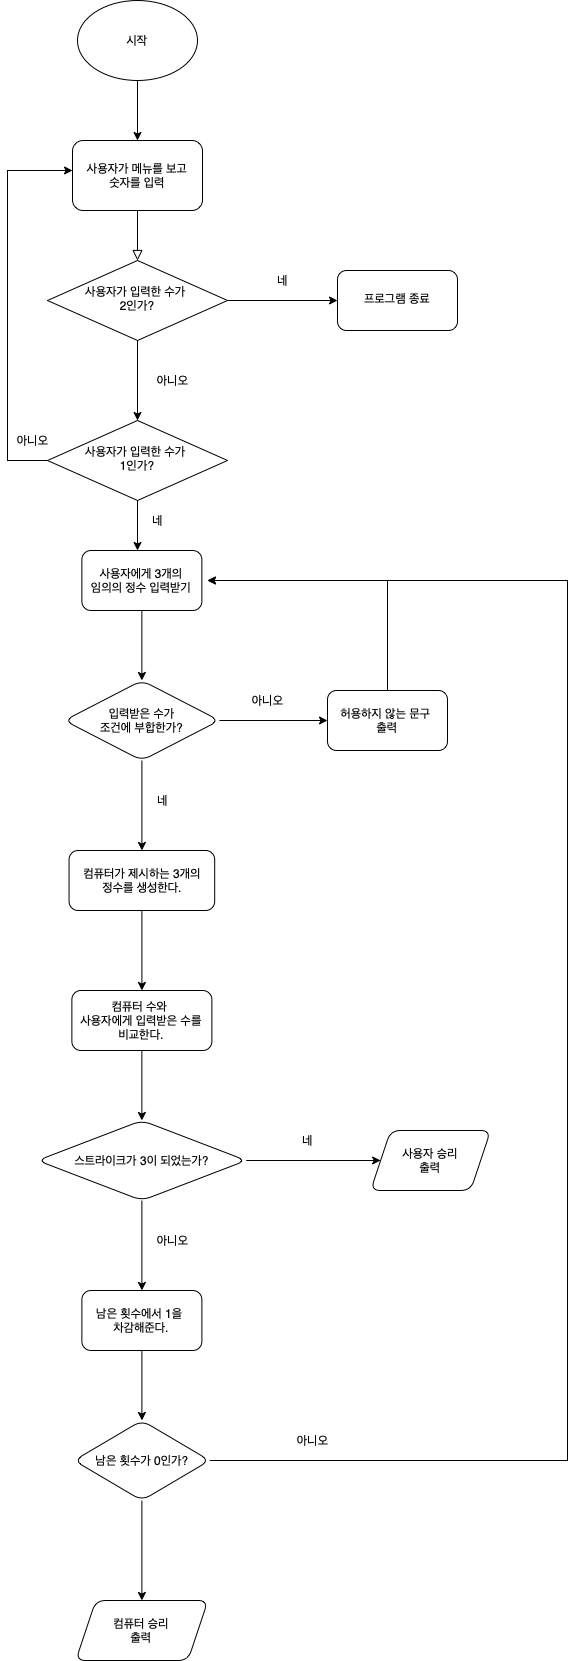 시작
사용자가 메뉴를 보고
숫자를 입력
사용자가 입력한 수가
2인가?
네
프로그램 종료
아니오
사용자가 입력한 수가
1인가?
아니오
네
사용자에게 3개의
임의의 정수 입력받기
입력받은 수가
조건에 부합한가?
아니오
허용하지 않는 문구
출력
네
컴퓨터가 제시하는 3개의
정수를 생성한다.
컴퓨터 수와
사용자에게 입력받은 수를
비교한다.
스트라이크가 3이 되었는가?
네
사용자 승리
출력
아니오
남은 횟수에서 1을
차감해준다.
남은 횟수가 0인가?
아니오
컴퓨터 승리
출력